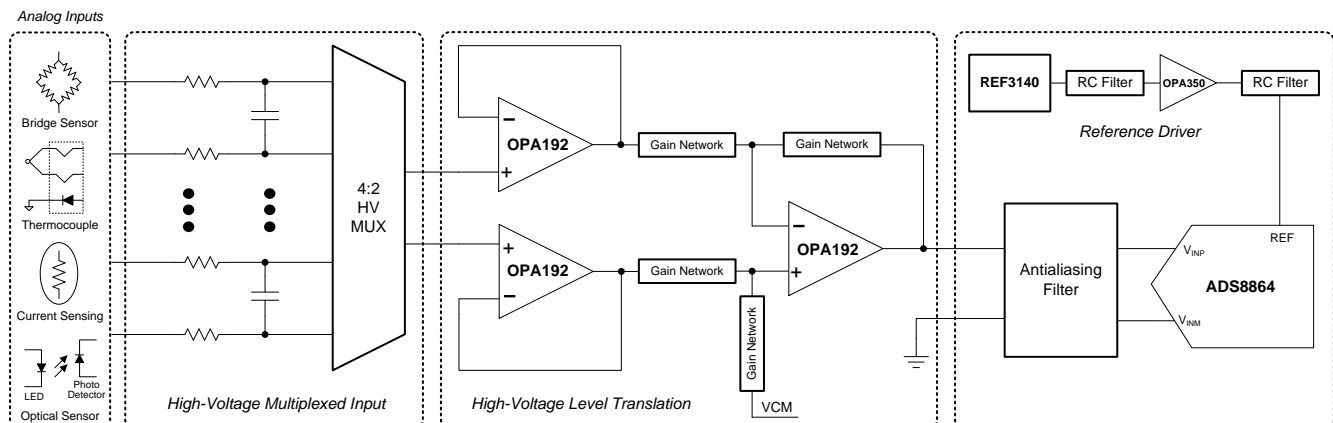 Analog Inputs
Bridge Sensor
Thermocouple
Current Sensing
LED
Photo
Detector
Optical Sensor
4:2
HV
MUX
High-Voltage Multiplexed Input
OPA192
Gain Network
Gain Network
OPA192
Gain Network
OPA192
Gain Network
VCM
High-Voltage Level Translation
REF3140
RC Filter
OPA350
RC Filter
Reference Driver
Antialiasing
Filter
REF
VINP
ADS8864
VINM